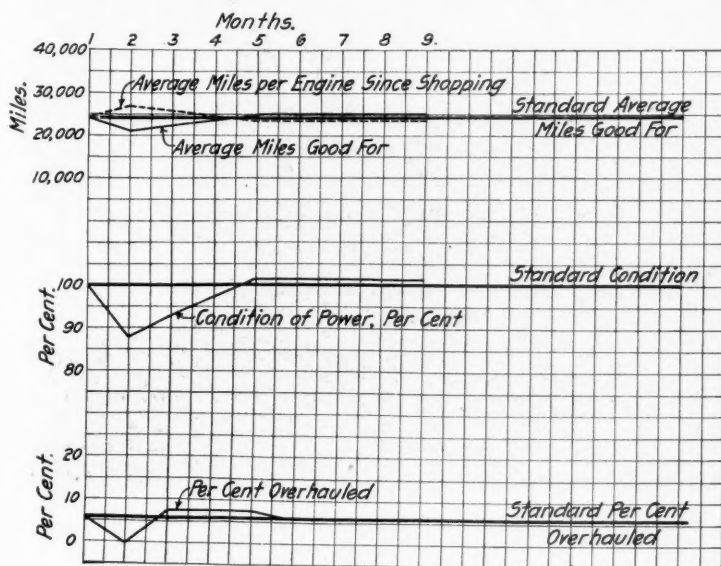 Months.
1 2 3 4 5 6 7 8 9.
40,000
30,000
20,000
10,000
Miles.
Average Miles per Engine Since Shopping
Standard Average
Miles Good For
Average Miles Good For
100
90
80
Per Cent.
Standard Condition
Condition of Power, Per Cent
20
10
0
Per Cent.
Per Cent Overhauled
Standard Per Cent
Overhauled